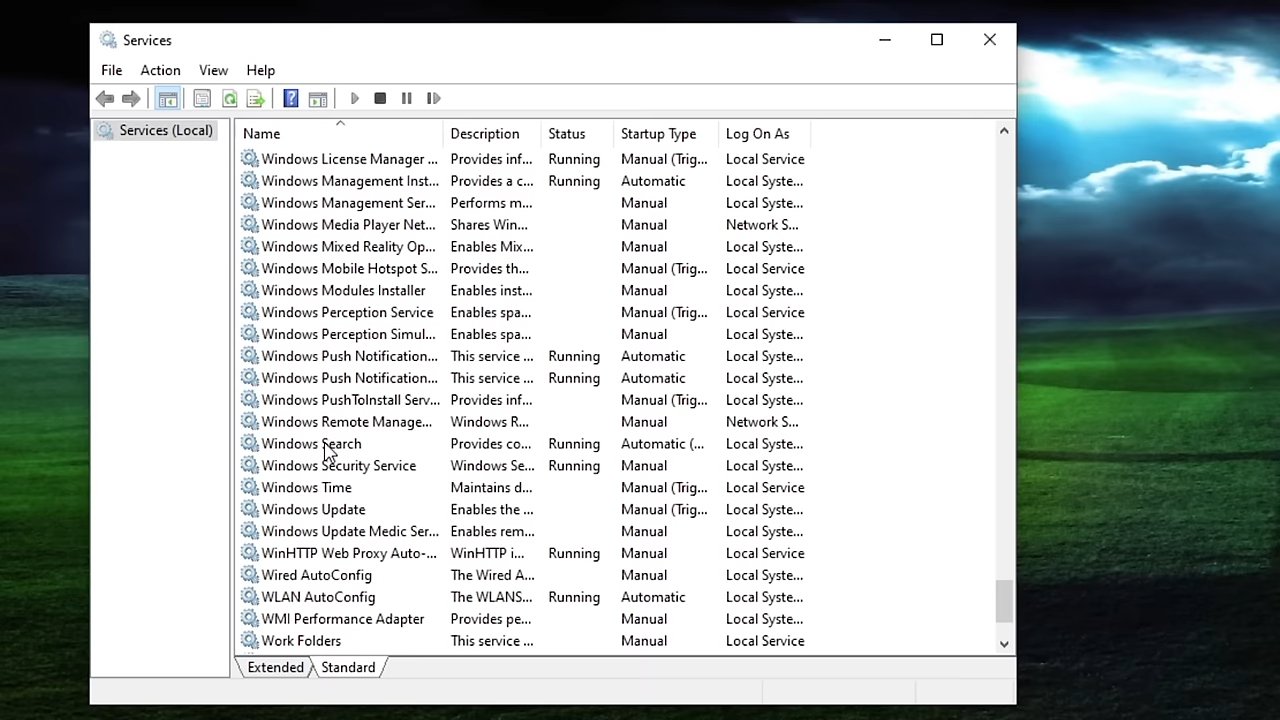 Services
File Action View Help
Services (Local)
Name Description Status Startup Type Log On As
Windows License Manager ... Provides inf... Running Manual (Trig... Local Service
Windows Management Inst... Provides a c... Running Automatic Local Syste...
Windows Management Ser... Performs m... Manual Local Syste...
Windows Media Player Net... Shares Win... Manual Network S...
Windows Mixed Reality Op... Enables Mix... Manual Local Syste...
Windows Mobile Hotspot S... Provides th... Manual (Trig... Local Service
Windows Modules Installer Enables inst... Manual Local Syste...
Windows Perception Service Enables spa... Manual (Trig... Local Service
Windows Perception Simul... Enables spa... Manual Local Syste...
Windows Push Notification... This service ... Running Automatic Local Syste...
Windows Push Notification... This service ... Running Automatic Local Syste...
Windows PushToInstall Serv... Provides inf... Manual (Trig... Local Syste...
Windows Remote Manage... Windows R... Manual Network S...
Windows Search Provides co... Running Automatic (... Local Syste...
Windows Security Service Windows Se... Running Manual Local Syste...
Windows Time Maintains d... Manual (Trig... Local Service
Windows Update Enables the ... Manual (Trig... Local Syste...
Windows Update Medic Ser... Enables rem... Manual Local Syste...
WinHTTP Web Proxy Auto-... WinHTTP i... Running Manual Local Service
Wired AutoConfig The Wired A... Manual Local Syste...
WLAN AutoConfig The WLANS... Running Automatic Local Syste...
WMI Performance Adapter Provides pe... Manual Local Syste...
Work Folders This service ... Manual Local Service
Extended Standard